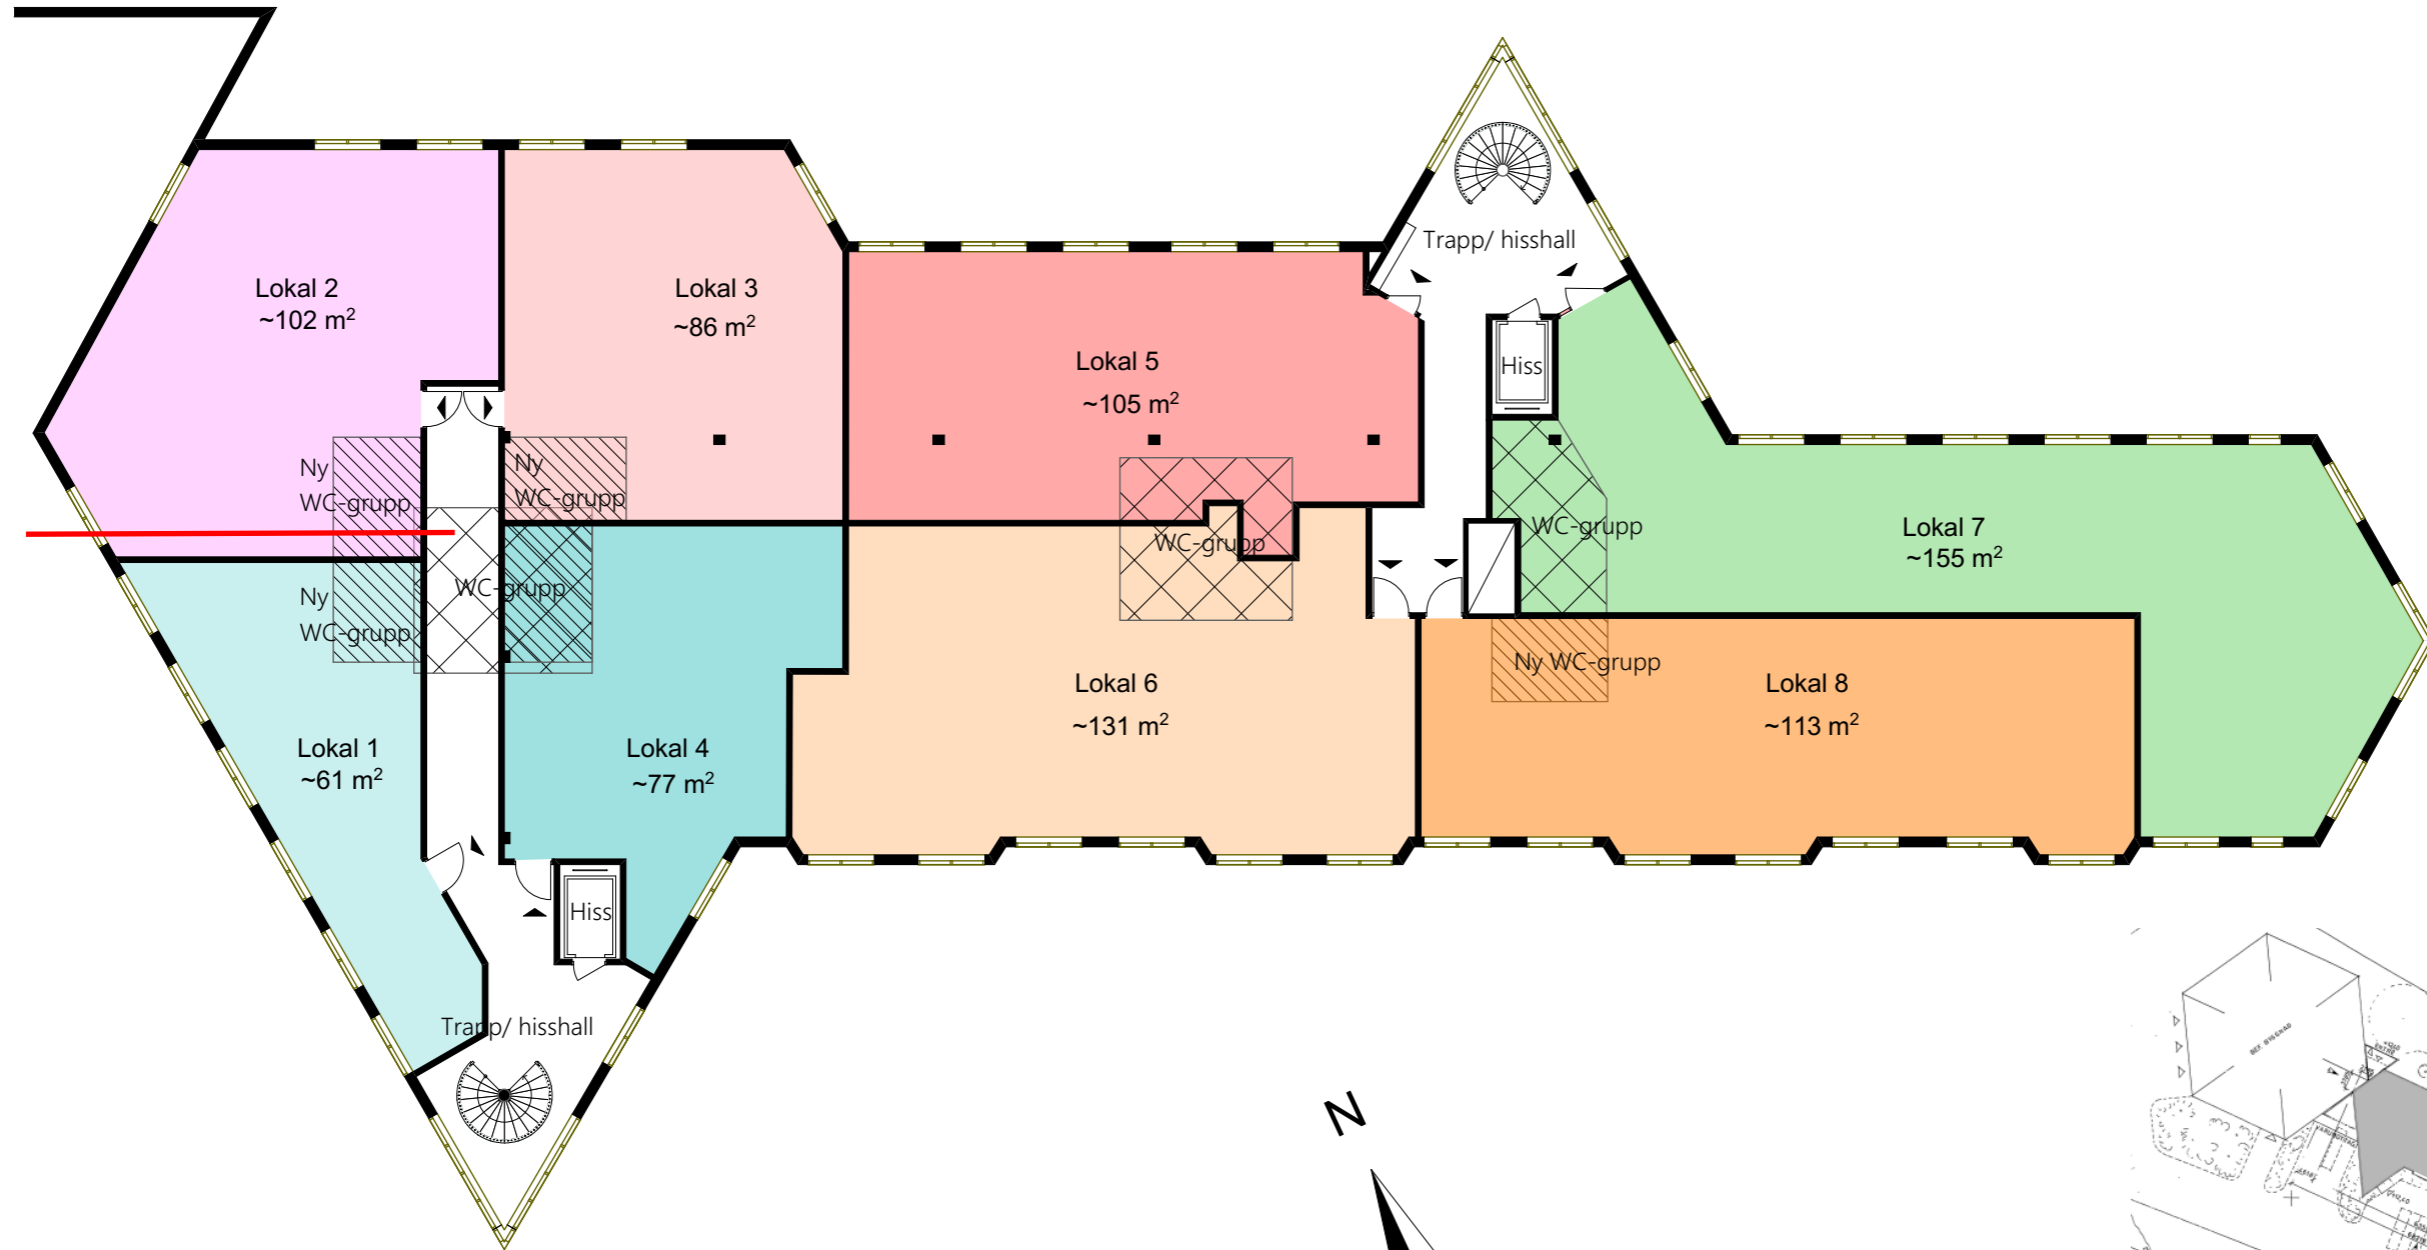 Trapp/ hisshall
Lokal 2
~102 m²
Lokal 3
~86 m²
Lokal 5
~105 m²
Hiss
Ny
WC-grupp
Ny
WC-grupp
WC-grupp
WC-grupp
Lokal 7
~155 m²
Ny
WC-grupp
WC-grupp
Lokal 6
~131 m²
Ny WC-grupp
Lokal 8
~113 m²
Lokal 1
~61 m²
Lokal 4
~77 m²
Hiss
Trapp/ hisshall
N